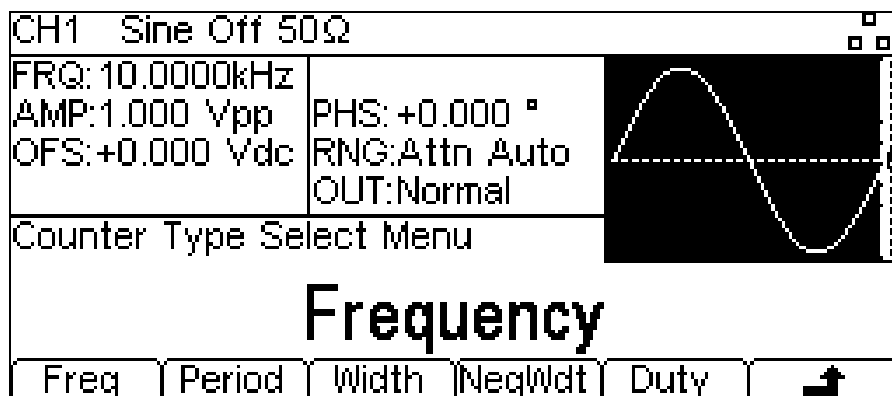 CH1 Sine Off 50Ω
FRQ:10.0000kHz
AMP:1.000 Vpp
OFS:+0.000 Vdc
PHS:+0.000 °
RNG:Attn Auto
OUT:Normal
Counter Type Select Menu
Frequency
Freq Period Width NegWdt Duty